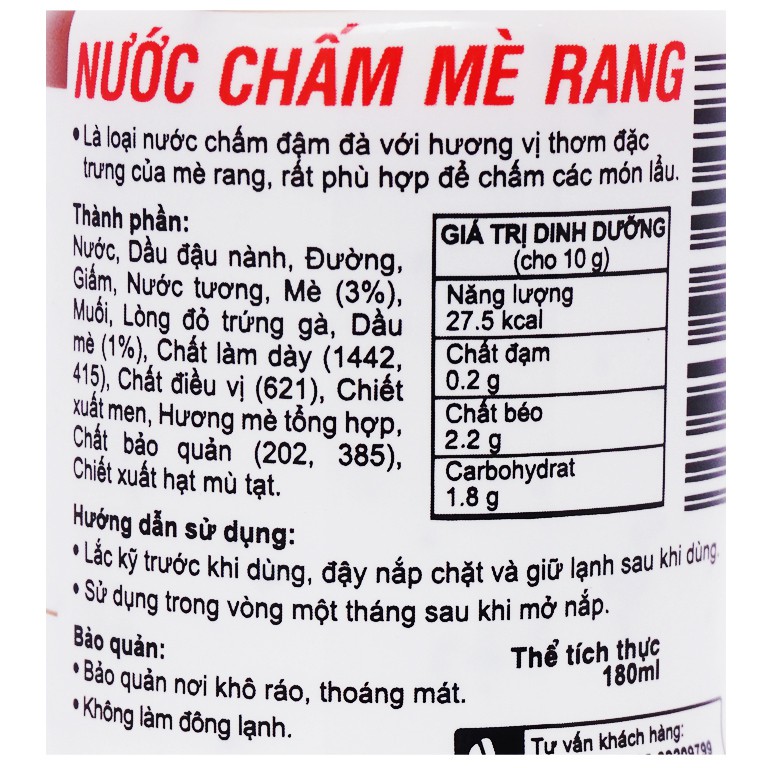 NƯỚC CHẤM MÈ RANG
• Là loại nước chấm đậm đà với hương vị thơm đặc
trưng của mè rang, rất phù hợp để chấm các món lẩu.
Thành phần:
Nước, Dầu đậu nành, Đường,
Giấm, Nước tương, Mè (3%),
Muối, Lòng đỏ trứng gà, Dầu
mè (1%), Chất làm dày (1442,
415), Chất điều vị (621), Chiết
xuất men, Hương mè tổng hợp,
Chất bảo quản (202, 385),
Chiết xuất hạt mù tạt.
GIÁ TRỊ DINH DƯỠNG
(cho 10 g)
Năng lượng
27.5 kcal
Chất đạm
0.2 g
Chất béo
2.2 g
Carbohydrat
1.8 g
Hướng dẫn sử dụng:
• Lắc kỹ trước khi dùng, đậy nắp chặt và giữ lạnh sau khi dùng.
• Sử dụng trong vòng một tháng sau khi mở nắp.
Bảo quản:
• Bảo quản nơi khô ráo, thoáng mát.
• Không làm đông lạnh.
Thể tích thực
180ml
Tư vấn khách hàng: